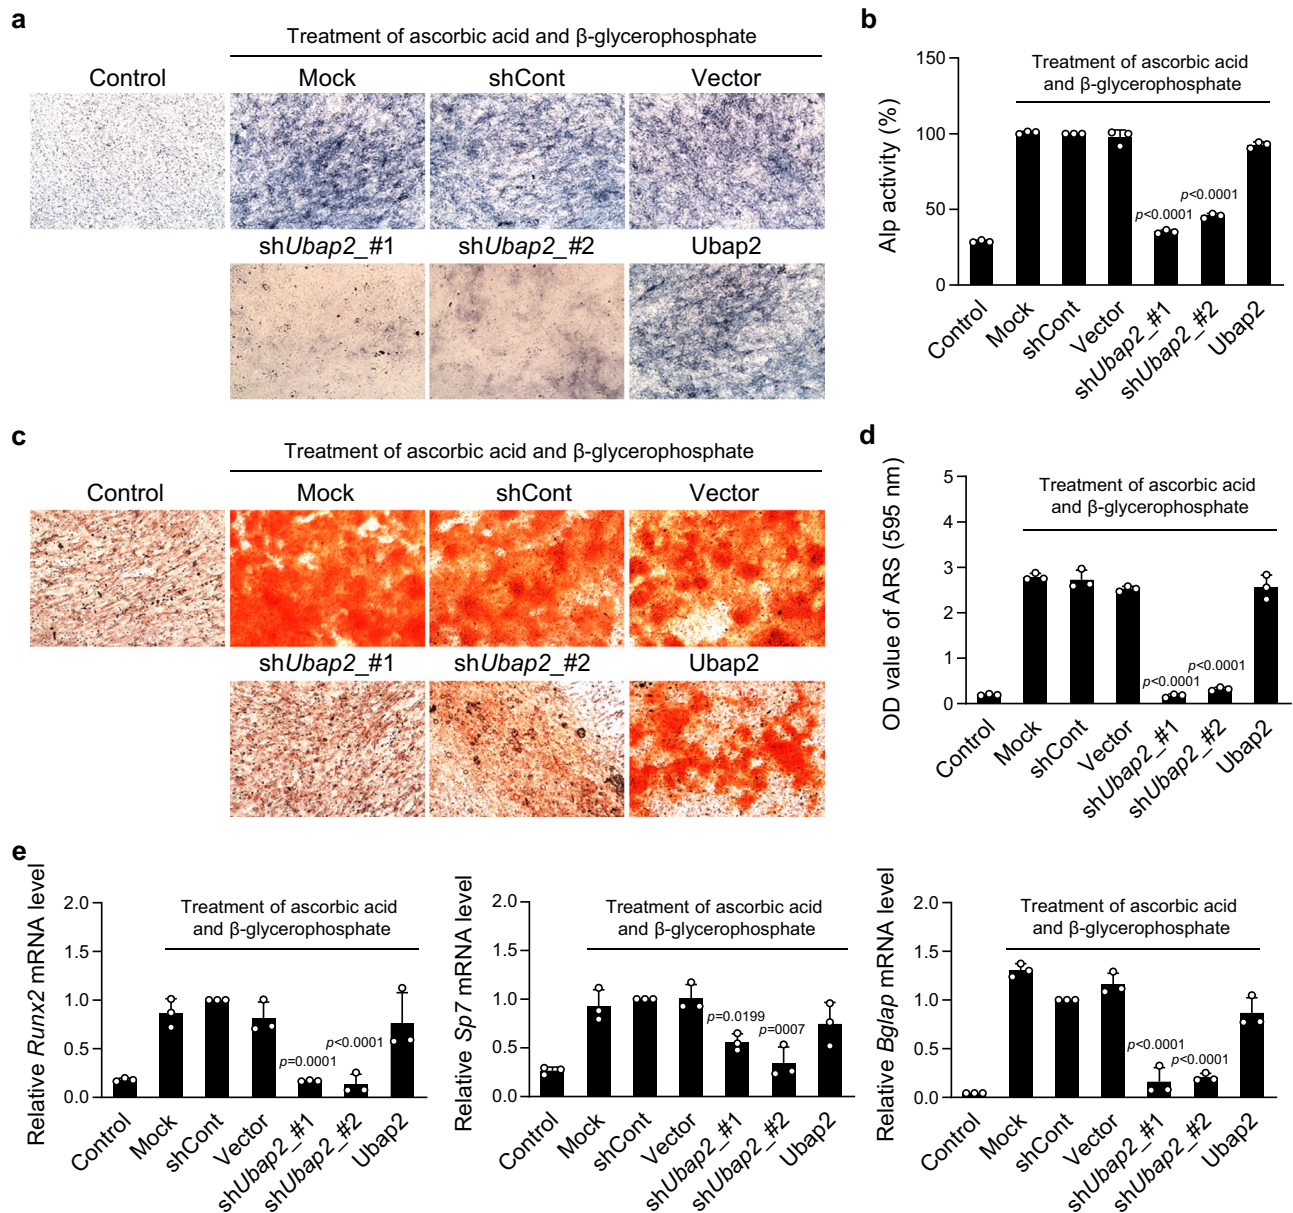 a
Treatment of ascorbic acid and β-glycerophosphate
Control
Mock
shCont
Vector
shUbap2_#1
shUbap2_#2
Ubap2
b
Treatment of ascorbic acid
and β-glycerophosphate
Alp activity (%)
150
100
50
0
p<0.0001
p<0.0001
Control
Mock
shCont
Vector
shUbap2_#1
shUbap2_#2
Ubap2
c
Treatment of ascorbic acid and β-glycerophosphate
Control
Mock
shCont
Vector
shUbap2_#1
shUbap2_#2
Ubap2
d
Treatment of ascorbic acid
and β-glycerophosphate
OD value of ARS (595 nm)
5
4
3
2
1
0
p<0.0001
p<0.0001
Control
Mock
shCont
Vector
shUbap2_#1
shUbap2_#2
Ubap2
e
Relative Runx2 mRNA level
Treatment of ascorbic acid
and β-glycerophosphate
2.0
1.5
1.0
0.5
0.0
p=0.0001
p<0.0001
Control
Mock
shCont
Vector
shUbap2_#1
shUbap2_#2
Ubap2
Relative Sp7 mRNA level
Treatment of ascorbic acid
and β-glycerophosphate
2.0
1.5
1.0
0.5
0.0
p=0.0199
p=0007
Control
Mock
shCont
Vector
shUbap2_#1
shUbap2_#2
Ubap2
Relative Bglap mRNA level
Treatment of ascorbic acid
and β-glycerophosphate
2.0
1.5
1.0
0.5
0.0
p<0.0001
p<0.0001
Control
Mock
shCont
Vector
shUbap2_#1
shUbap2_#2
Ubap2